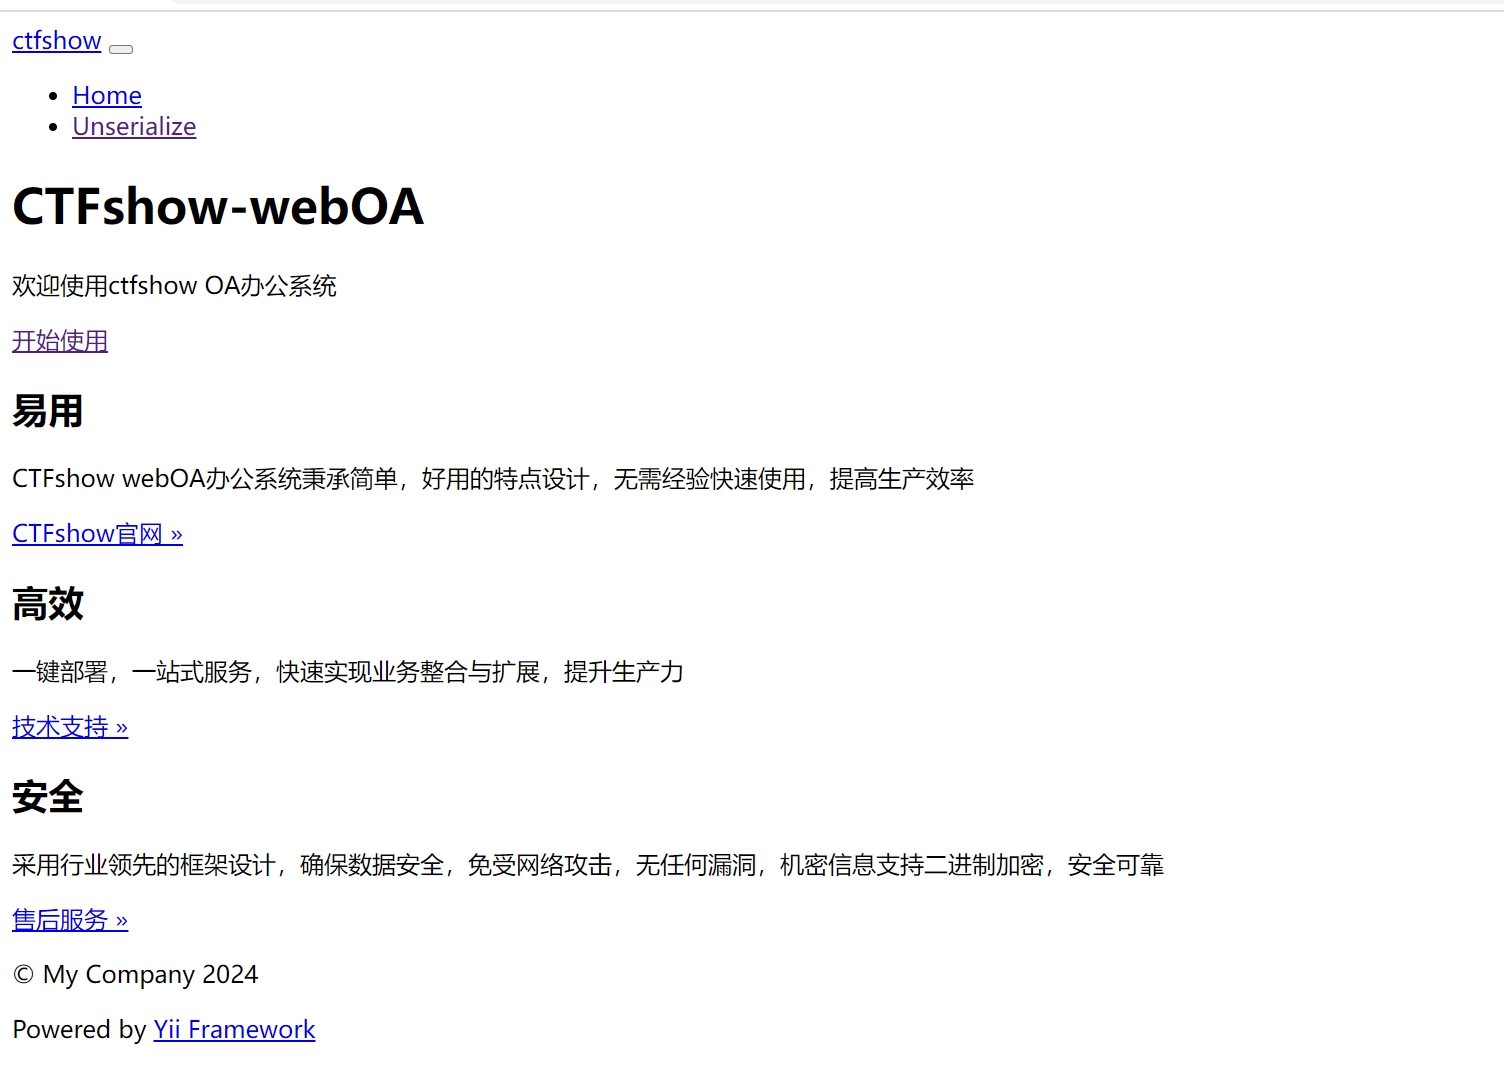 ctfshow
Home
Unserialize
CTFshow-webOA
欢迎使用ctfshow OA办公系统
开始使用
易用
CTFshow webOA办公系统秉承简单，好用的特点设计，无需经验快速使用，提高生产效率
CTFshow官网 »
高效
一键部署，一站式服务，快速实现业务整合与扩展，提升生产力
技术支持 »
安全
采用行业领先的框架设计，确保数据安全，免受网络攻击，无任何漏洞，机密信息支持二进制加密，安全可靠
售后服务 »
© My Company 2024
Powered by Yii Framework